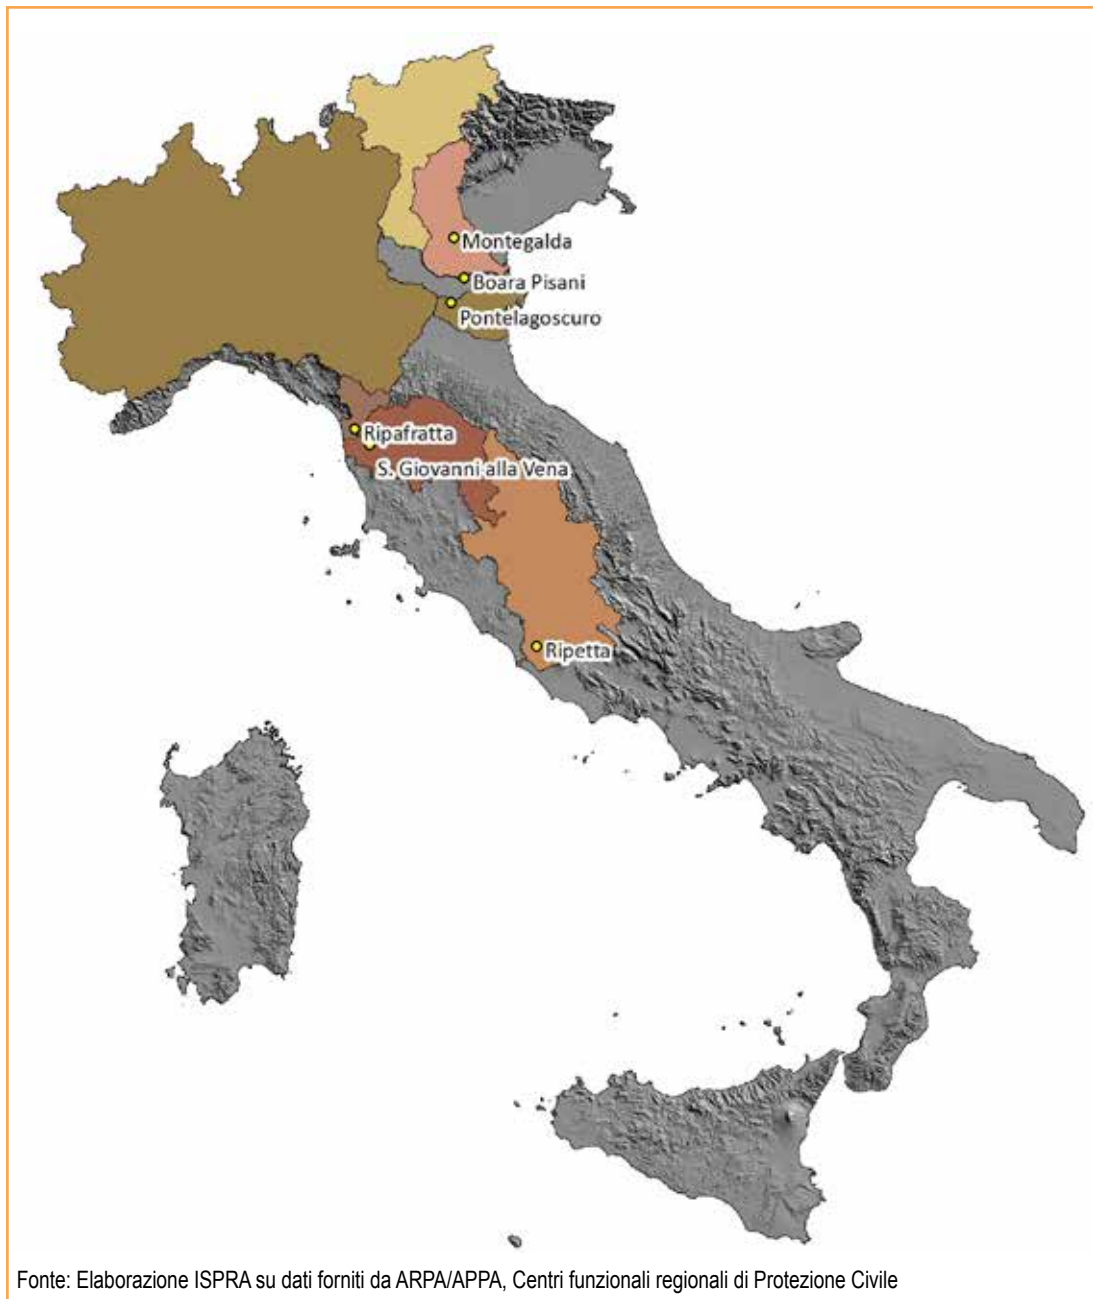 Montegalda
Boara Pisani
Pontelagoscuro
Ripafratta
S. Giovanni alla Vena
Ripetta
Fonte: Elaborazione ISPRA su dati forniti da ARPA/APPA, Centri funzionali regionali di Protezione Civile